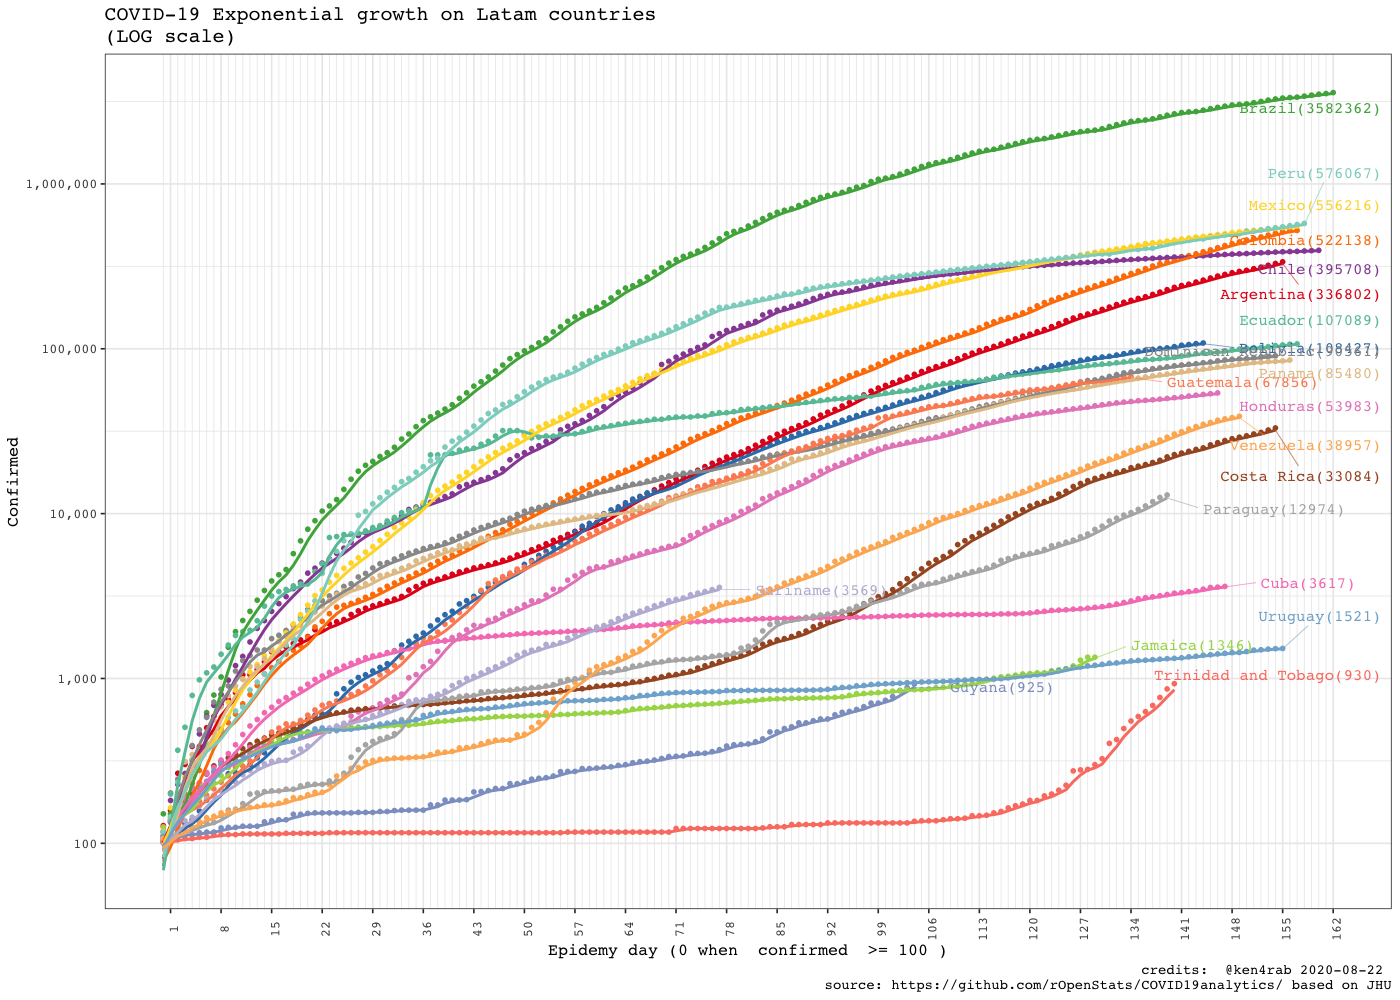 COVID-19 Exponential growth on Latam countries
(LOG scale)
Confirmed
1,000,000
100,000
10,000
1,000
100
Brazil(3582362)
Peru(576067)
Mexico(556216)
Colombia(522138)
Chile(395708)
Argentina(336802)
Ecuador(107089)
Bolivia(108427)
Dominican Republic(90561)
Panama(85480)
Guatemala(67856)
Honduras(53983)
Venezuela(38957)
Costa Rica(33084)
Paraguay(12974)
Cuba(3617)
Suriname(3569)
Uruguay(1521)
Jamaica(1346)
Trinidad and Tobago(930)
Guyana(925)
1 8 15 22 29 36 43 50 57 64 71 78 85 92 99 106 113 120 127 134 141 148 155 162
Epidemy day (0 when  confirmed  >= 100 )
credits:  @ken4rab 2020-08-22
source: https://github.com/rOpenStats/COVID19analytics/ based on JHU